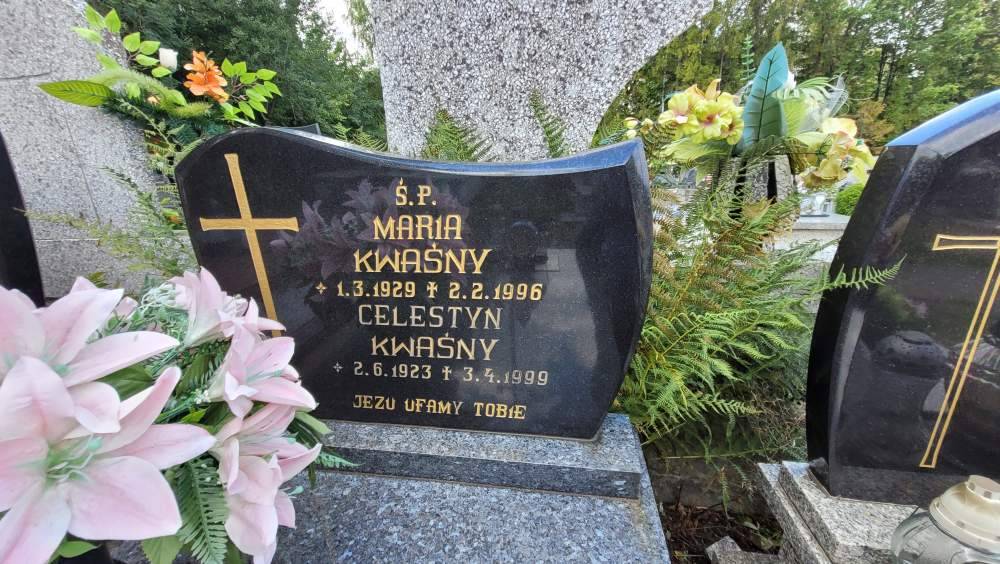 Ś.P.
MARIA
KWAŚNY
+ 1.3.1929 ✝ 2.2.1996
CELESTYN
KWAŚNY
+ 2.6.1923 ✝ 3.4.1999
JEZU UFAMY TOBIE